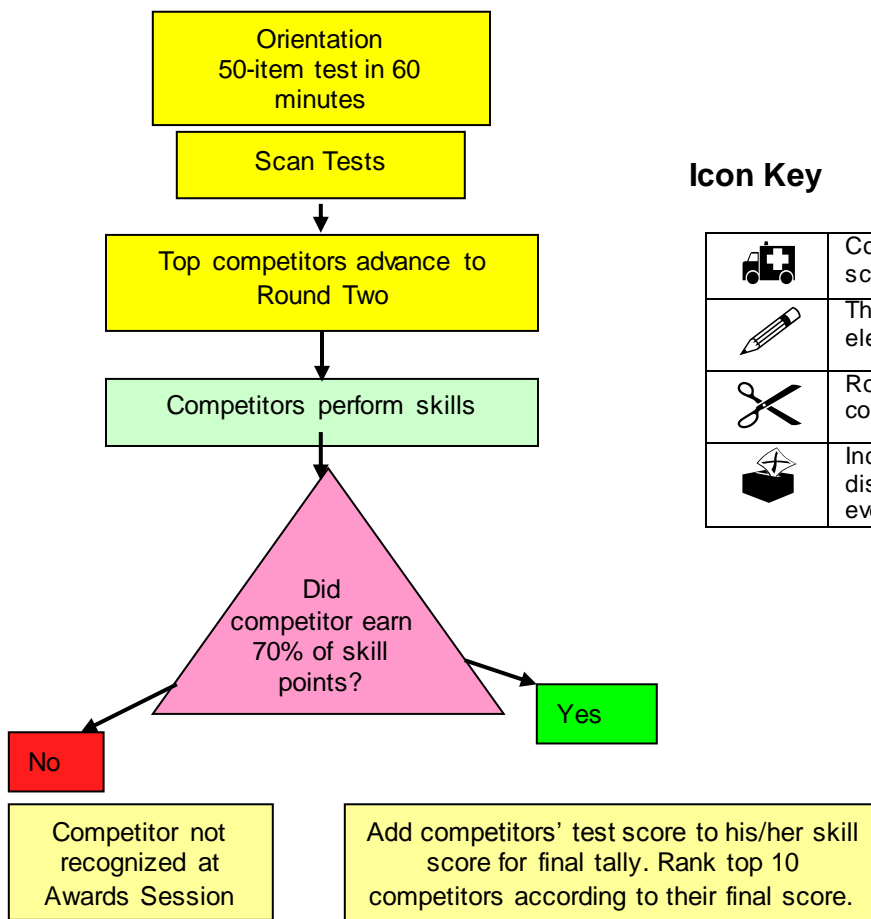 Orientation
50-item test in 60
minutes
Scan Tests
Top competitors advance to
Round Two
Competitors perform skills
Did
competitor earn
70% of skill
points?
Yes
No
Competitor not
recognized at
Awards Session
Add competitors' test score to his/her skill
score for final tally. Rank top 10
competitors according to their final score.
Icon Key